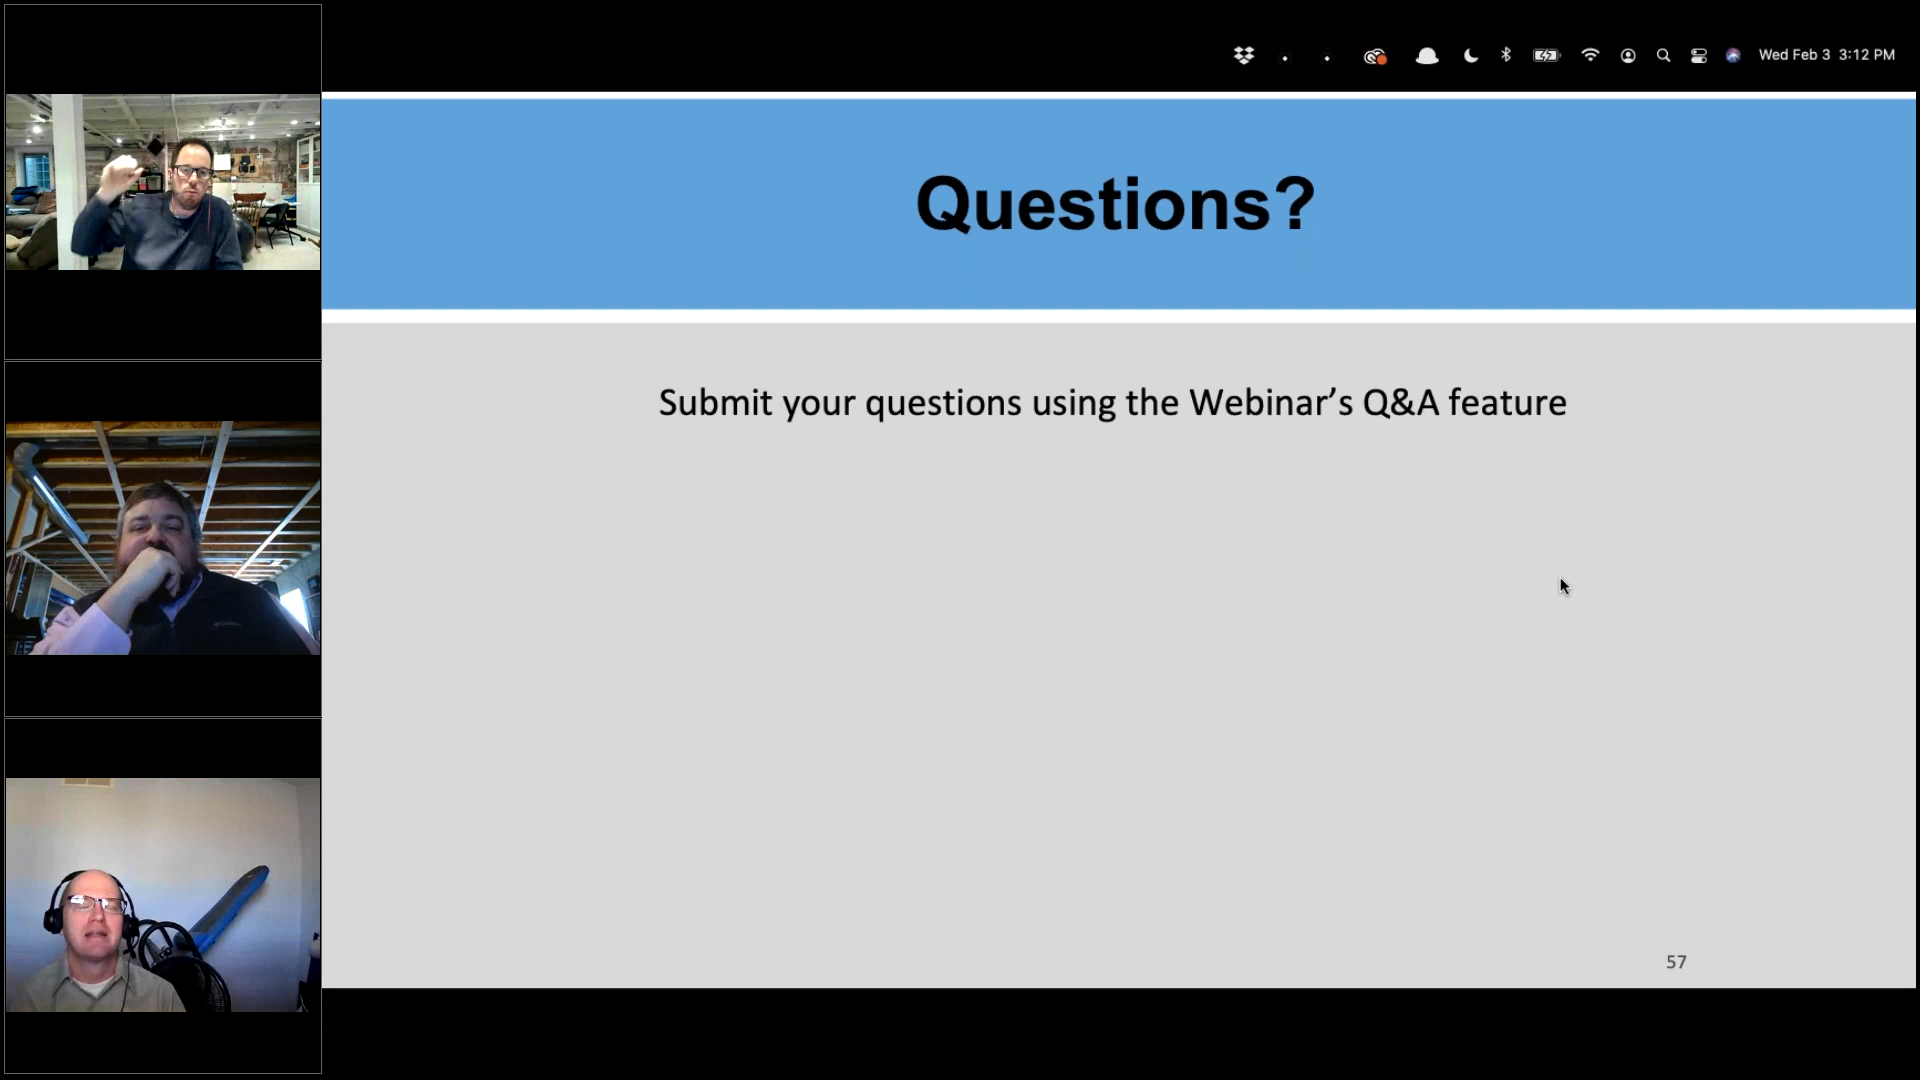 Wed Feb 3 3:12 PM
Questions?
Submit your questions using the Webinar’s Q&A feature
57